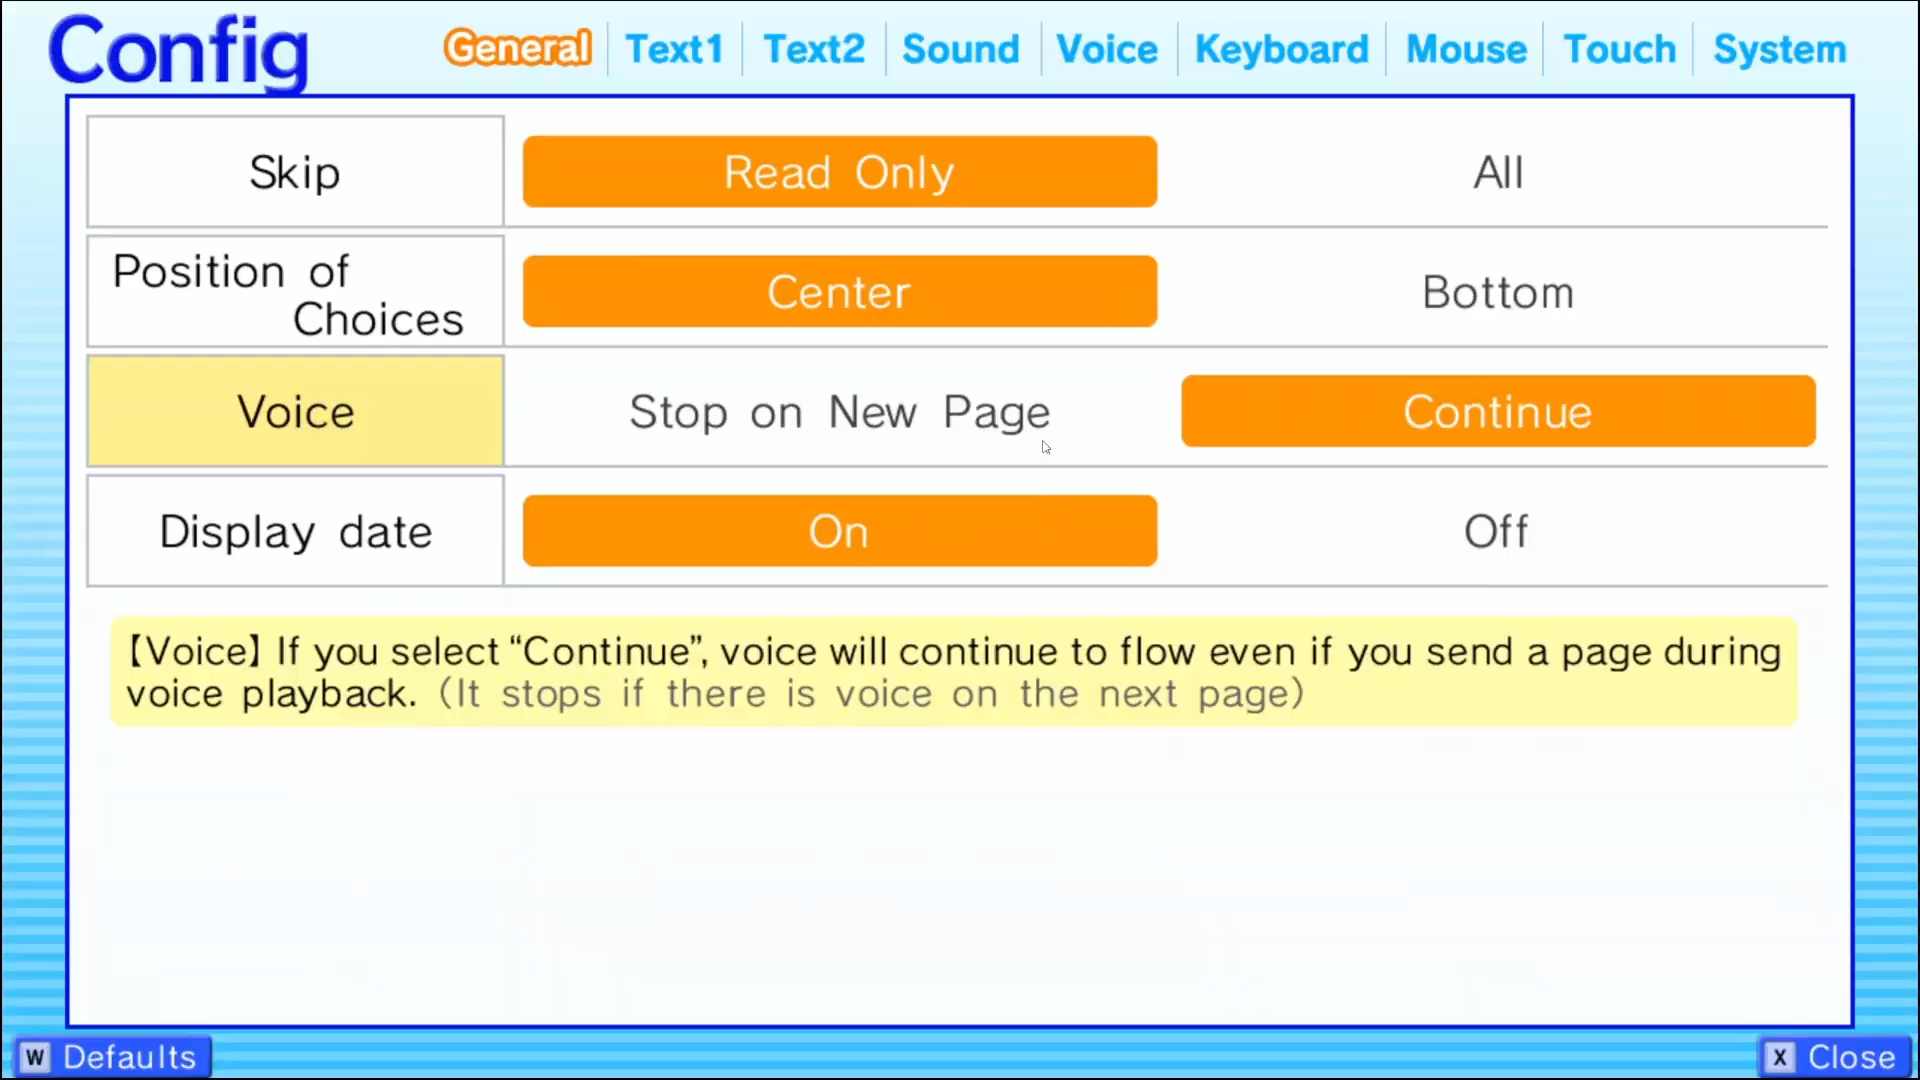 Config
General Text1 Text2 Sound Voice Keyboard Mouse Touch System
Skip Read Only All
Position of
Choices
Center Bottom
Voice Stop on New Page Continue
Display date On Off
【Voice】If you select “Continue”, voice will continue to flow even if you send a page during
voice playback. (It stops if there is voice on the next page)
W Defaults X Close